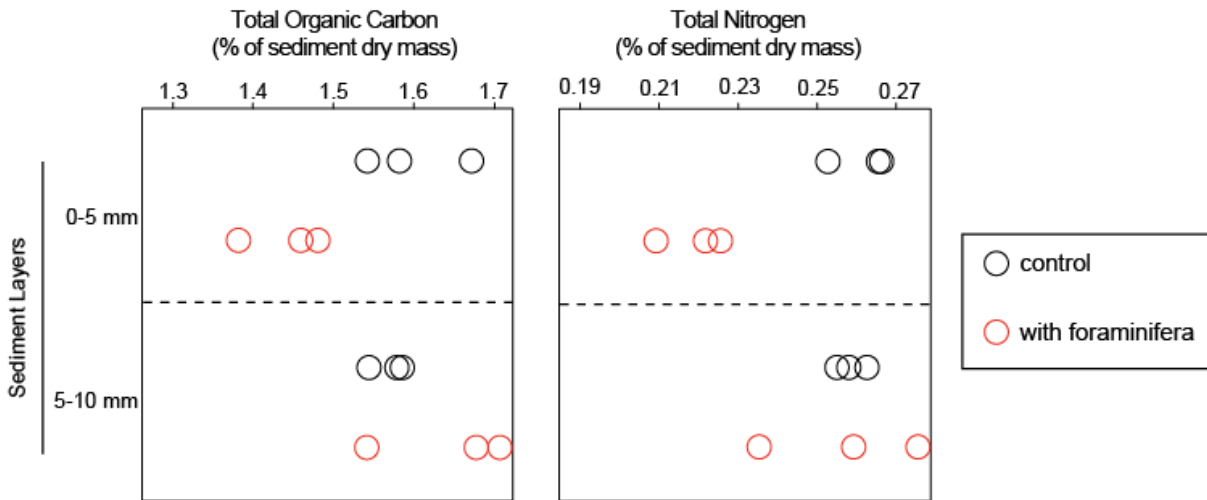 Total Organic Carbon
(% of sediment dry mass)
Total Nitrogen
(% of sediment dry mass)
1.3 1.4 1.5 1.6 1.7
0.19 0.21 0.23 0.25 0.27
Sediment Layers
0-5 mm
5-10 mm
control
with foraminifera